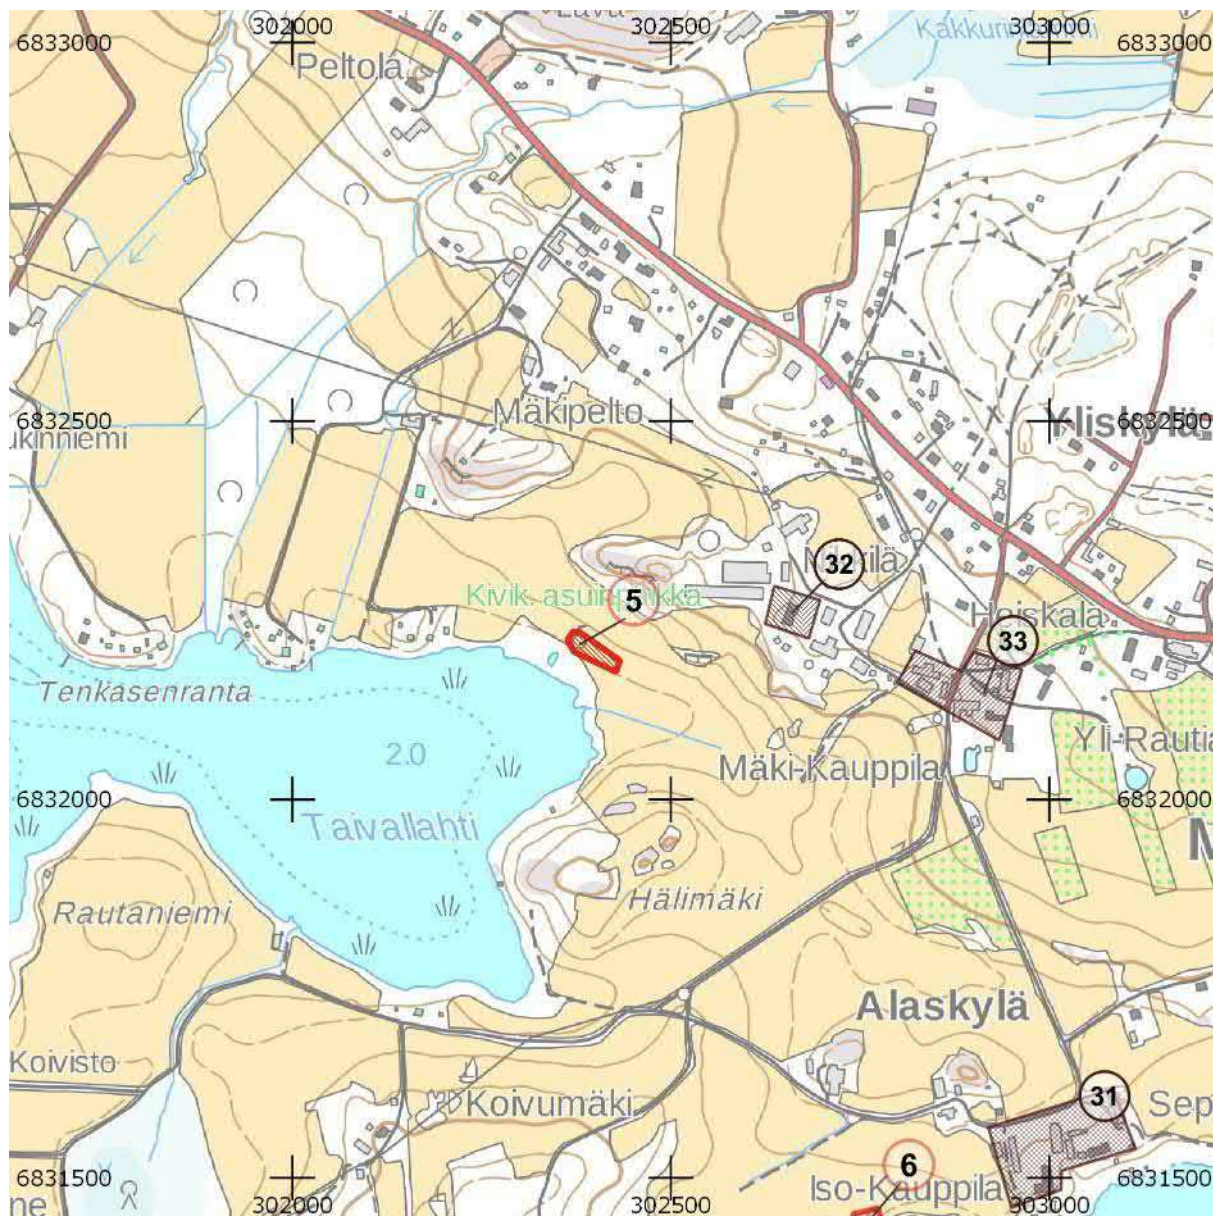 302000
302500
303000
6833000
6833000
Lava
Peltola
Mäkipelto
6832500
6832500
Yliskylä
ukinniemi
32
Kivik. asuinpaikka
5
Heiskala
33
Tenkasenranta
2.0
Yli-Rautia
Mäki-Kauppila
6832000
6832000
Taivallahti
M
Rautaniemi
Hälimäki
Alaskylä
Koivisto
Koivumäki
31
Sep
6
6831500
6831500
Iso-Kauppila
ne
302000
302500
303000